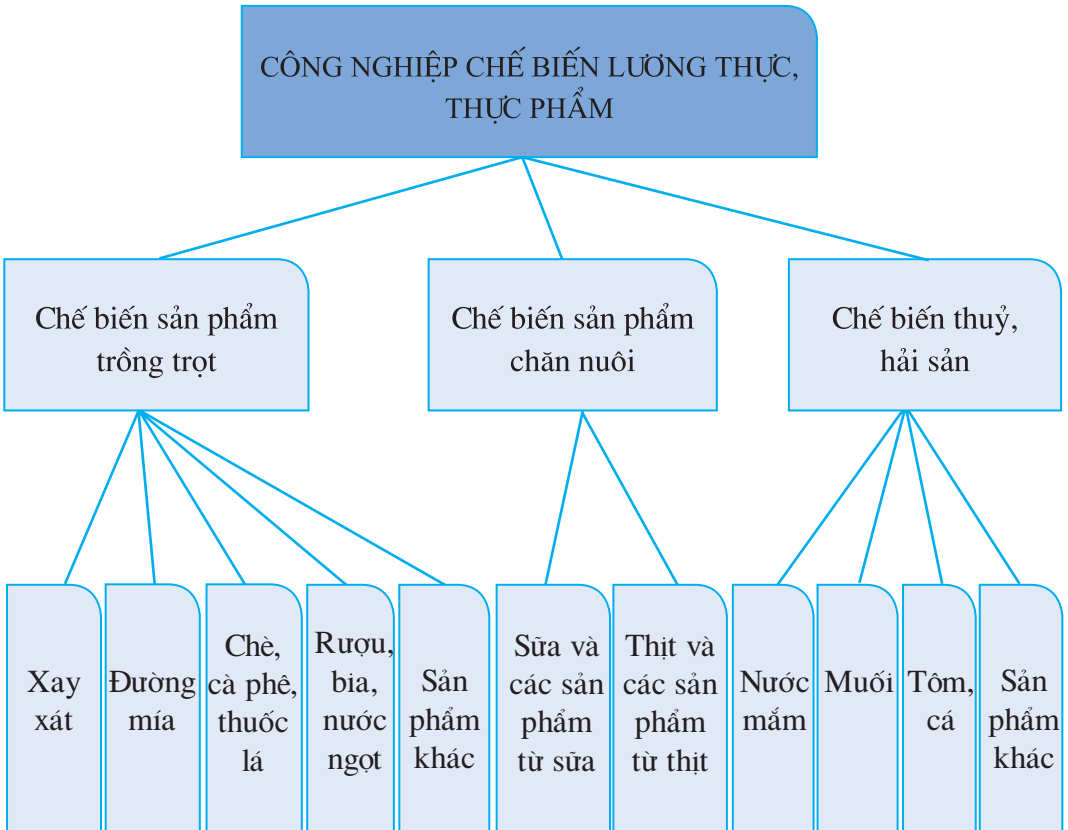 CÔNG NGHIỆP CHẾ BIẾN LƯƠNG THỰC,
THỰC PHẨM
Chế biến sản phẩm
trồng trọt
Chế biến sản phẩm
chăn nuôi
Chế biến thuỷ,
hải sản
Xay
xát
Đường
mía
Chè,
cà phê,
thuốc
lá
Rượu,
bia,
nước
ngọt
Sản
phẩm
khác
Sữa và
các sản
phẩm
từ sữa
Thịt và
các sản
phẩm
từ thịt
Nước
mắm
Muối
Tôm,
cá
Sản
phẩm
khác